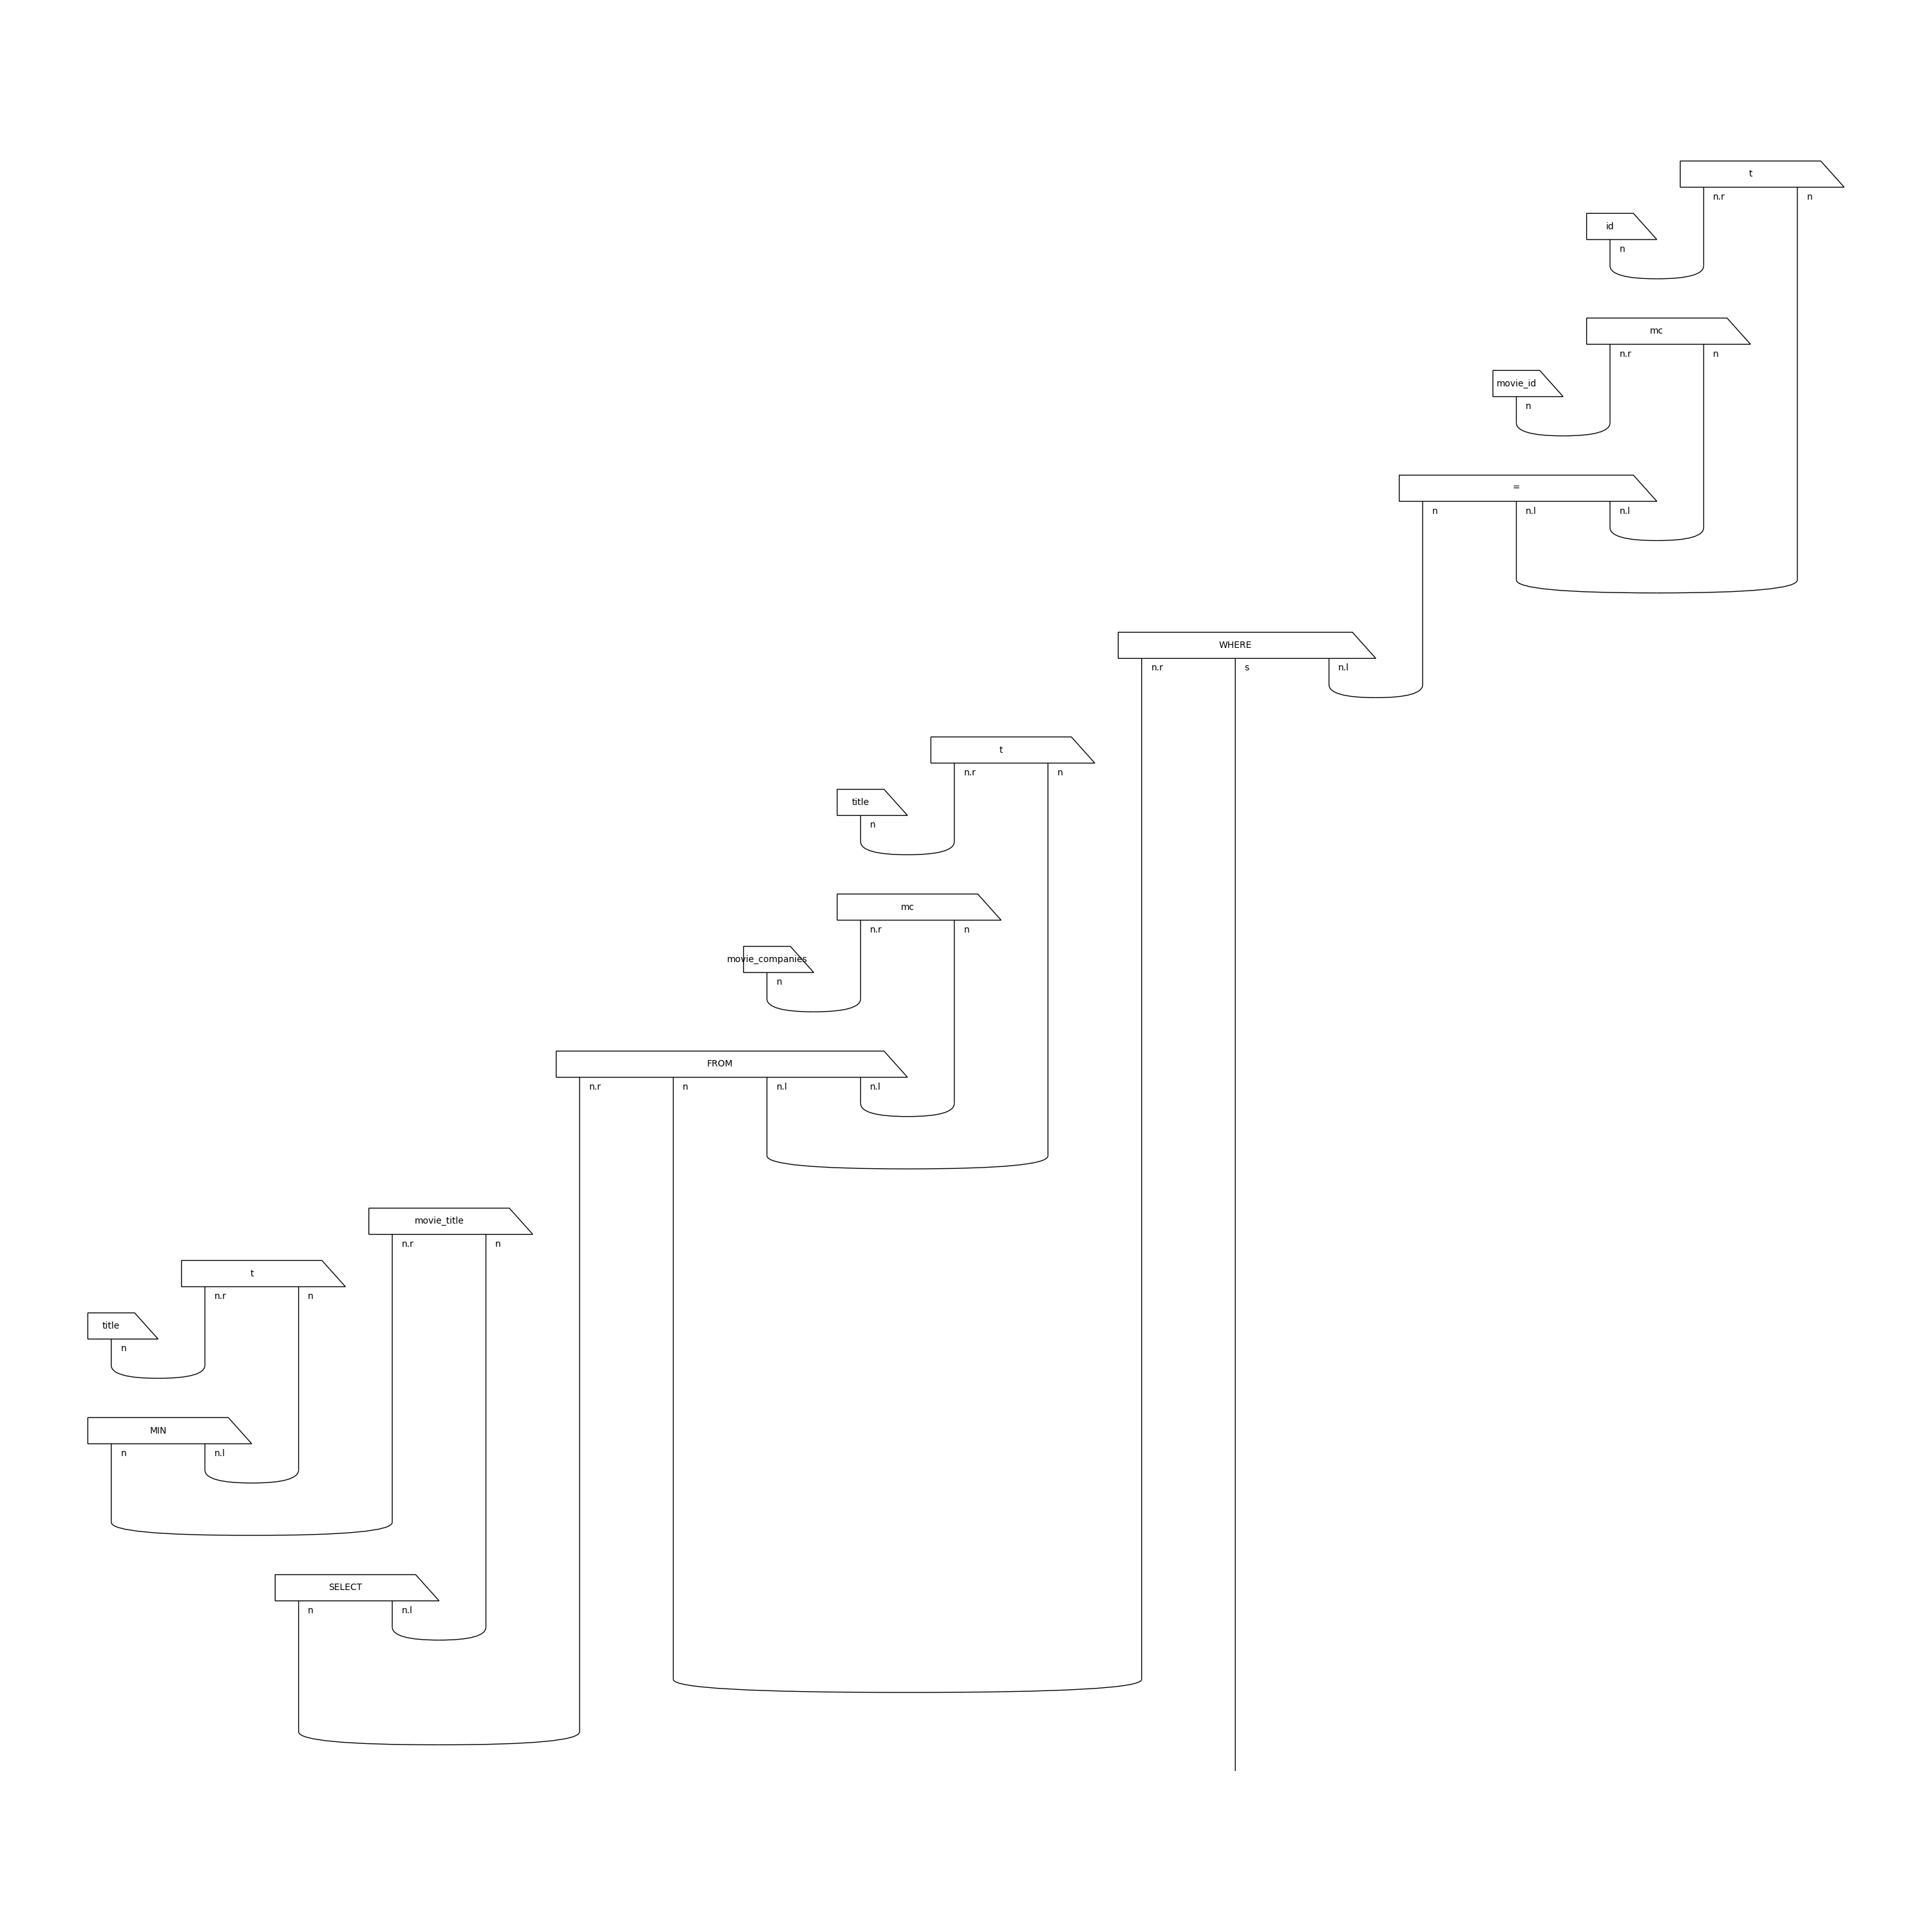 t
n.r n
id
n
mc
n.r n
movie_id
n
=
n n.l n.l
WHERE
n.r s n.l
t
n.r n
title
n
mc
n.r n
movie_companies
n
FROM
n.r n n.l n.l
movie_title
n.r n
t
n.r n
title
n
MIN
n n.l
SELECT
n n.l